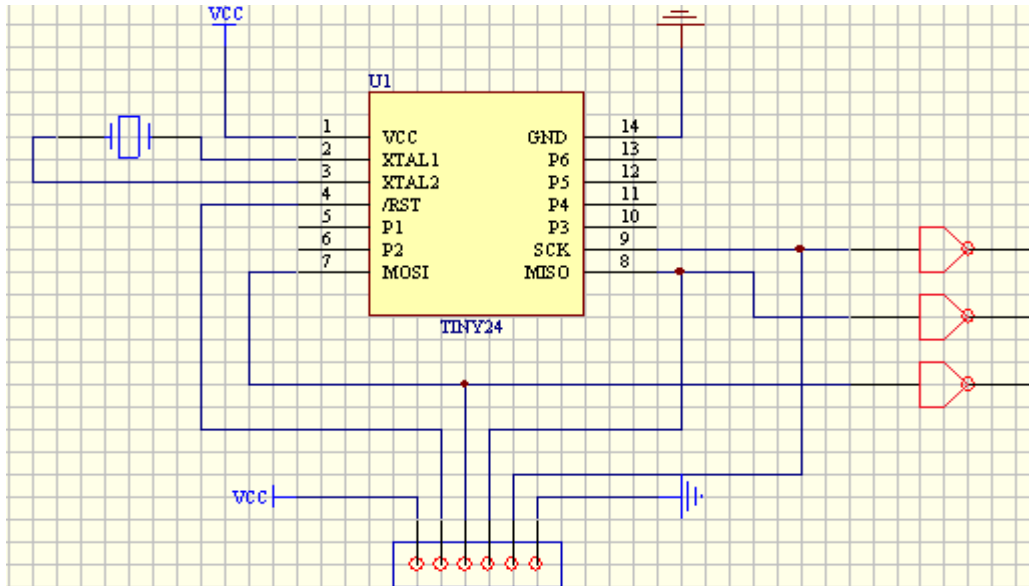 VCC
U1
1 VCC GND 14
2 XTAL1 P6 13
3 XTAL2 P5 12
4 /RST P4 11
5 P1 P3 10
6 P2 SCK 9
7 MOSI MISO 8
TINY24
VCC